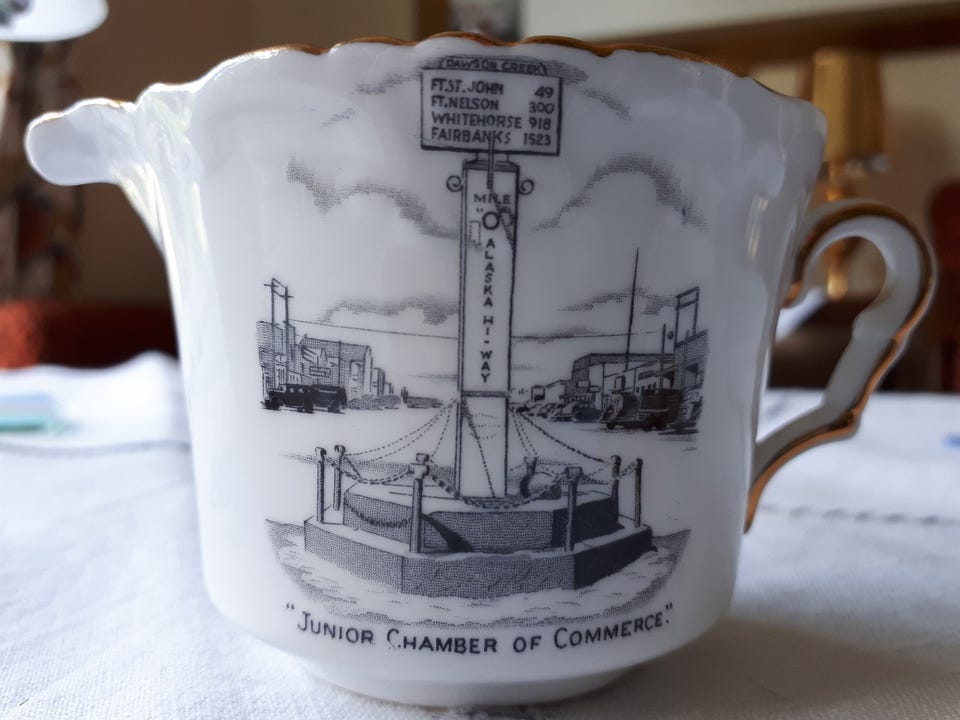 DAWSON CREEK
FT. ST. JOHN 49
FT. NELSON 300
WHITEHORSE 918
FAIRBANKS 1523
MILE
"O"
ALASKA HI-WAY
"JUNIOR CHAMBER OF COMMERCE."